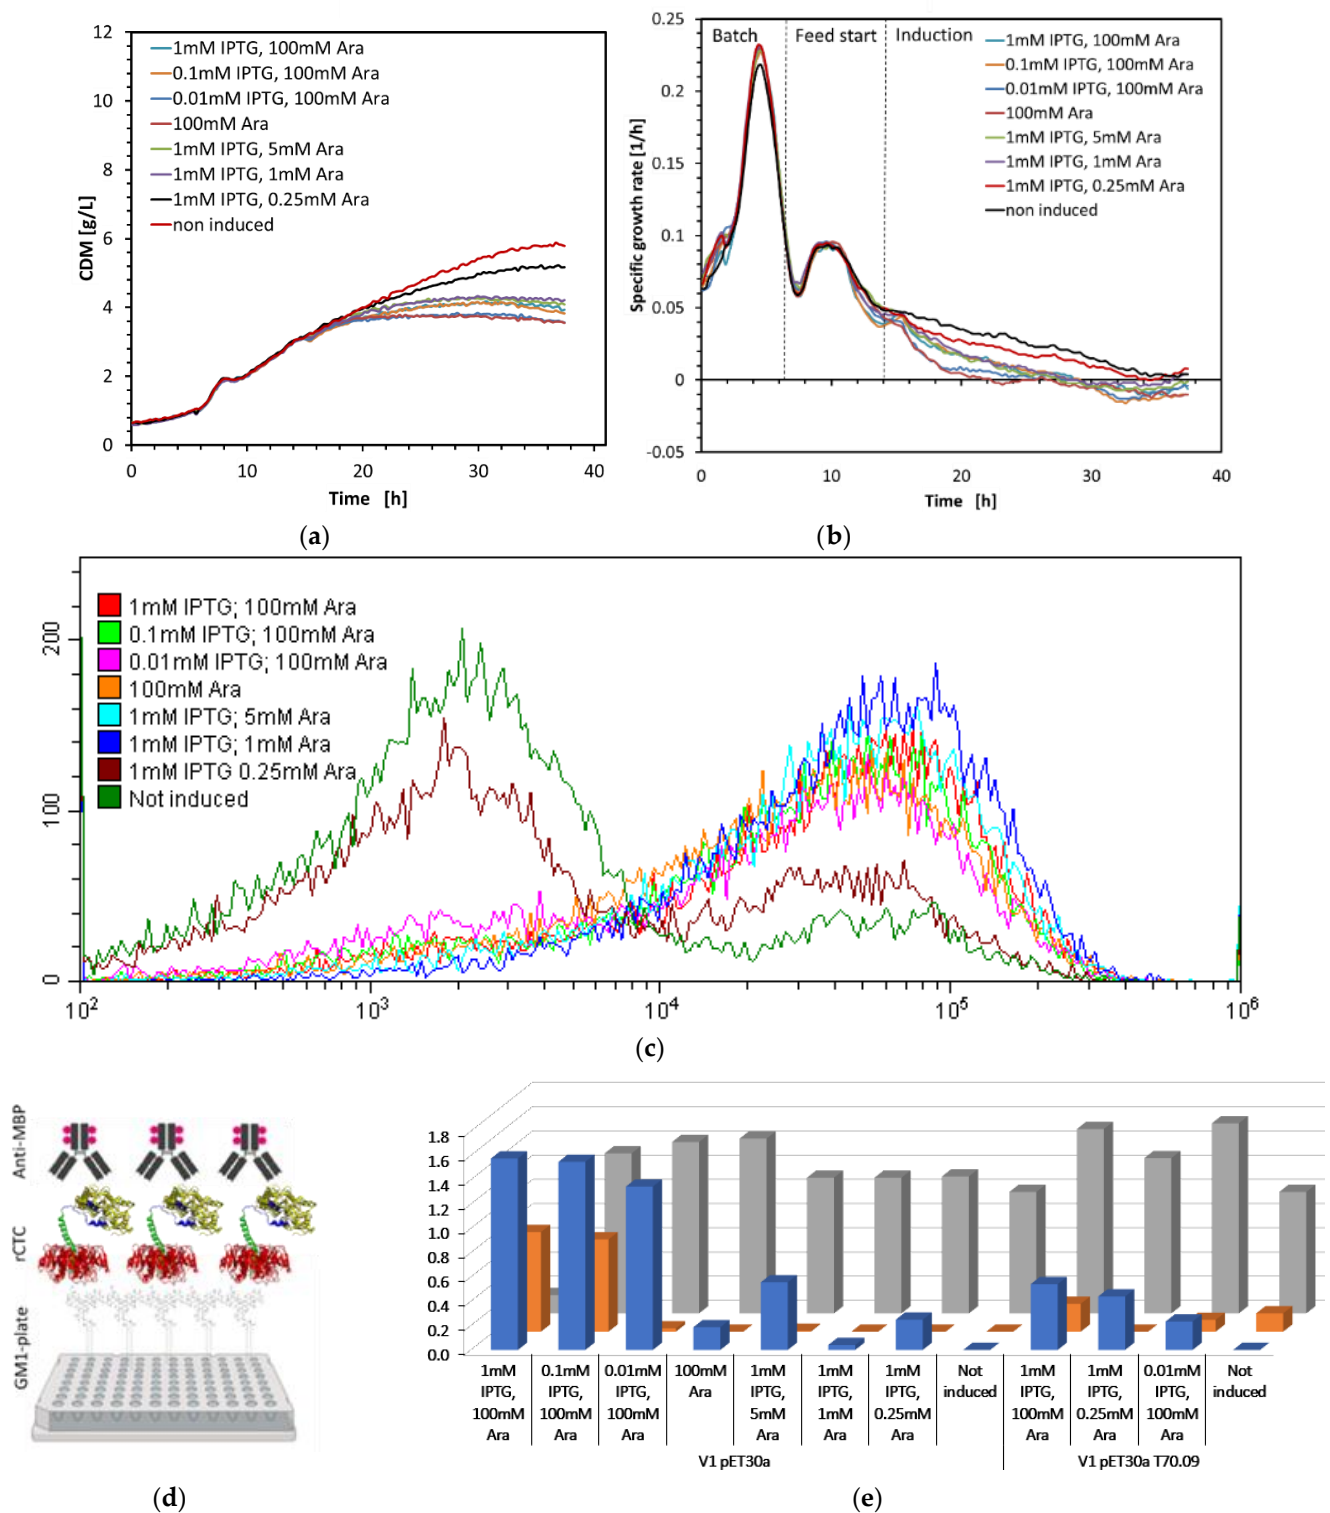 12
10
8
6
4
2
0
CDM [g/L]
1mM IPTG, 100mM Ara
0.1mM IPTG, 100mM Ara
0.01mM IPTG, 100mM Ara
100mM Ara
1mM IPTG, 5mM Ara
1mM IPTG, 1mM Ara
1mM IPTG, 0.25mM Ara
non induced
0 10 20 30 40
Time [h]
(a)
0.25
0.2
0.15
0.1
0.05
0
-0.05
Specific growth rate [1/h]
Batch Feed start Induction
1mM IPTG, 100mM Ara
0.1mM IPTG, 100mM Ara
0.01mM IPTG, 100mM Ara
100mM Ara
1mM IPTG, 5mM Ara
1mM IPTG, 1mM Ara
1mM IPTG, 0.25mM Ara
non induced
0 10 20 30 40
Time [h]
(b)
200
100
0
1mM IPTG; 100mM Ara
0.1mM IPTG; 100mM Ara
0.01mM IPTG; 100mM Ara
100mM Ara
1mM IPTG; 5mM Ara
1mM IPTG; 1mM Ara
1mM IPTG 0.25mM Ara
Not induced
10² 10³ 10⁴ 10⁵ 10⁶
(c)
Anti-MBP
rCTC
GM1-plate
(d)
1.8
1.6
1.4
1.2
1.0
0.8
0.6
0.4
0.2
0.0
1mM 0.1mM 0.01mM 100mM 1mM 1mM 1mM Not 1mM 1mM 0.01mM Not
IPTG, IPTG, IPTG, Ara IPTG, IPTG, IPTG, induced IPTG, IPTG, IPTG, induced
100mM 100mM 100mM 5mM 1mM 0.25mM 100mM 0.25mM 100mM
Ara Ara Ara Ara Ara Ara Ara Ara Ara
V1 pET30a V1 pET30a T70.09
(e)